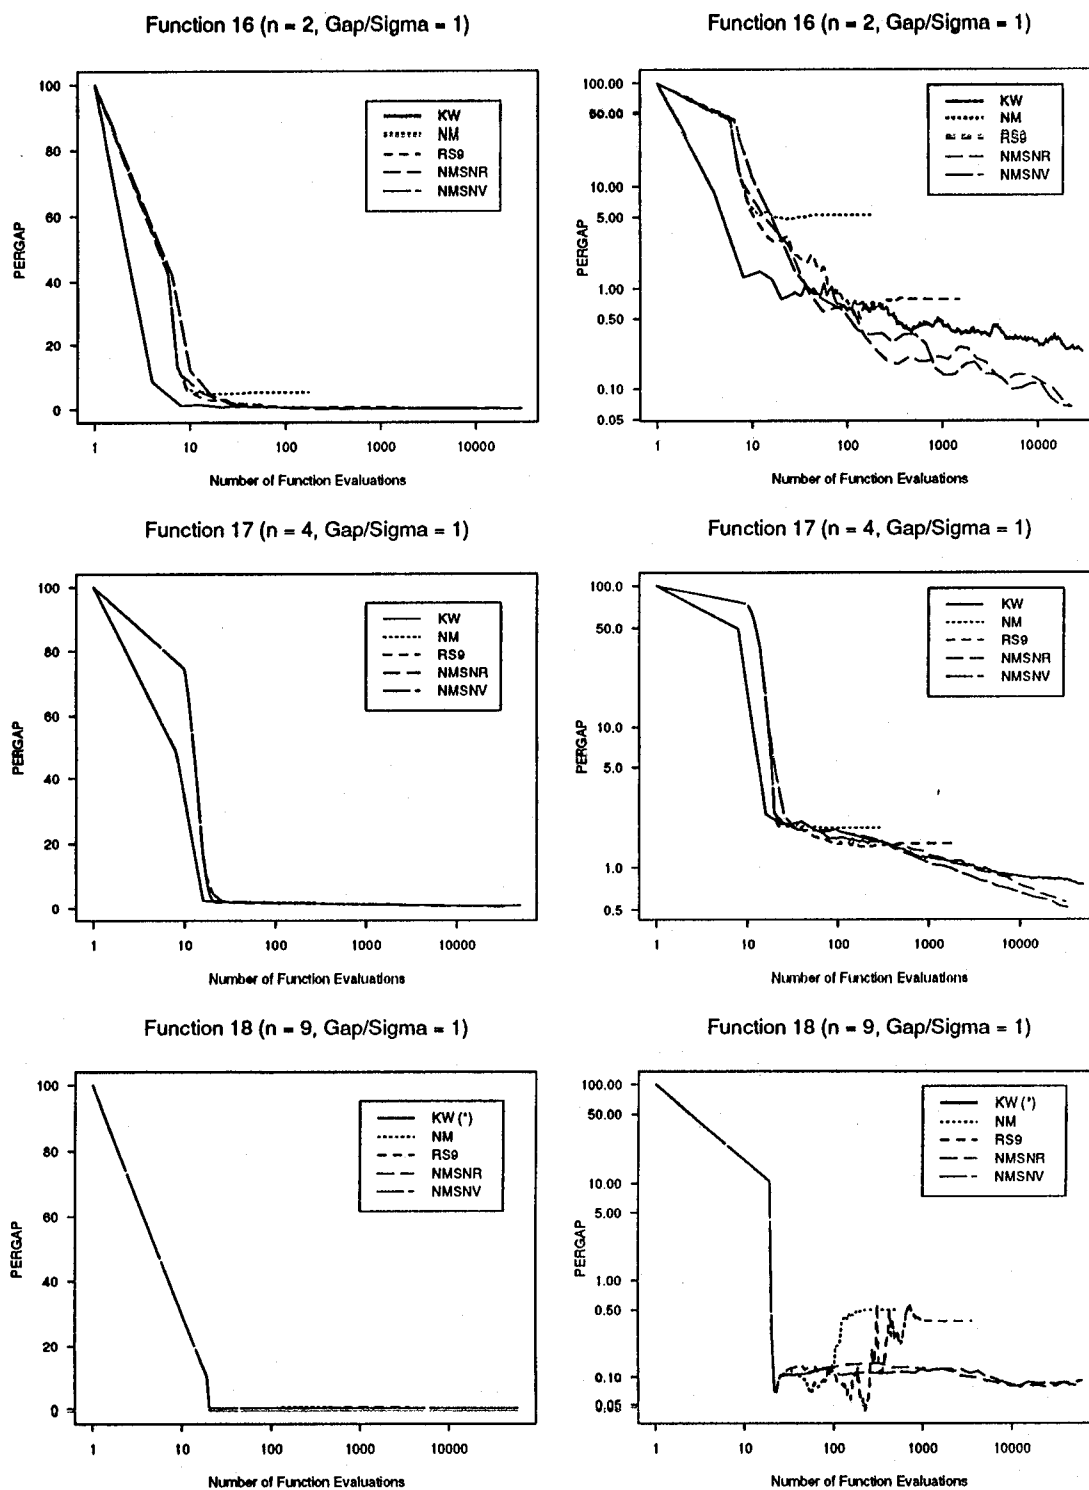 Function 16 (n = 2, Gap/Sigma = 1)
100
80
60
40
20
0
PERGAP
KW
NM
RS9
NMSNR
NMSNV
1
10
100
1000
10000
Number of Function Evaluations
Function 16 (n = 2, Gap/Sigma = 1)
100.00
50.00
10.00
5.00
1.00
0.50
0.10
0.05
PERGAP
KW
NM
RS9
NMSNR
NMSNV
1
10
100
1000
10000
Number of Function Evaluations
Function 17 (n = 4, Gap/Sigma = 1)
100
80
60
40
20
0
PERGAP
KW
NM
RS9
NMSNR
NMSNV
1
10
100
1000
10000
Number of Function Evaluations
Function 17 (n = 4, Gap/Sigma = 1)
100.0
50.0
10.0
5.0
1.0
0.5
PERGAP
KW
NM
RS9
NMSNR
NMSNV
1
10
100
1000
10000
Number of Function Evaluations
Function 18 (n = 9, Gap/Sigma = 1)
100
80
60
40
20
0
PERGAP
KW (*)
NM
RS9
NMSNR
NMSNV
1
10
100
1000
10000
Number of Function Evaluations
Function 18 (n = 9, Gap/Sigma = 1)
100.00
50.00
10.00
5.00
1.00
0.50
0.10
0.05
PERGAP
KW (*)
NM
RS9
NMSNR
NMSNV
1
10
100
1000
10000
Number of Function Evaluations